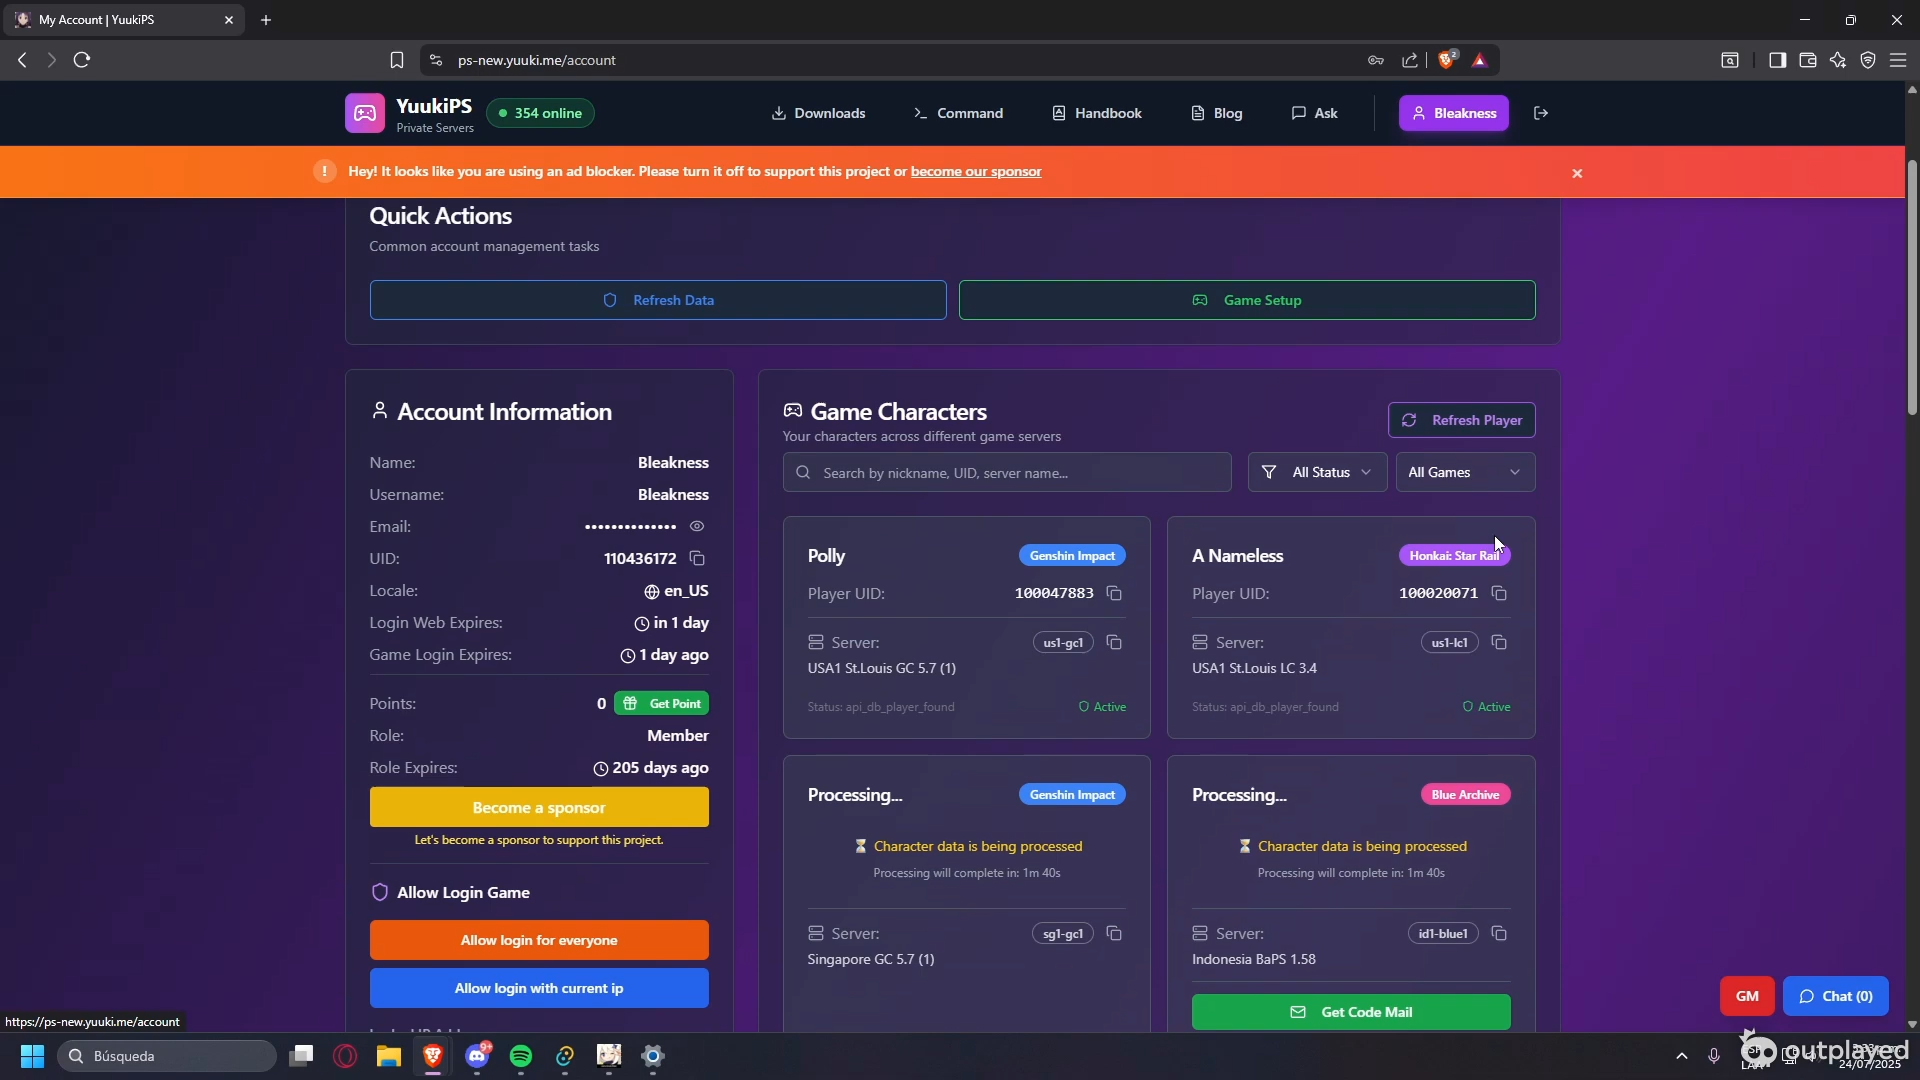 My Account | YuukiPS
ps-new.yuuki.me/account
2
YuukiPS
Private Servers
354 online
Downloads
Command
Handbook
Blog
Ask
Bleakness
! Hey! It looks like you are using an ad blocker. Please turn it off to support this project or become our sponsor
Quick Actions
Common account management tasks
Refresh Data
Game Setup
Account Information
Name: Bleakness
Username: Bleakness
Email: ••••••••••••••
UID: 110436172
Locale: en_US
Login Web Expires: in 1 day
Game Login Expires: 1 day ago
Points: 0 Get Point
Role: Member
Role Expires: 205 days ago
Become a sponsor
Let's become a sponsor to support this project.
Allow Login Game
Allow login for everyone
Allow login with current ip
Game Characters
Your characters across different game servers
Refresh Player
Search by nickname, UID, server name...
All Status
All Games
Polly Genshin Impact
Player UID: 100047883
Server: us1-gc1
USA1 St.Louis GC 5.7 (1)
Status: api_db_player_found Active
A Nameless Honkai: Star Rail
Player UID: 100020071
Server: us1-lc1
USA1 St.Louis LC 3.4
Status: api_db_player_found Active
Processing... Genshin Impact
⏳ Character data is being processed
Processing will complete in: 1m 40s
Server: sg1-gc1
Singapore GC 5.7 (1)
Processing... Blue Archive
⏳ Character data is being processed
Processing will complete in: 1m 40s
Server: id1-blue1
Indonesia BaPS 1.58
Get Code Mail
GM
Chat (0)
https://ps-new.yuuki.me/account
Búsqueda
9+
outplayed
24/07/2025